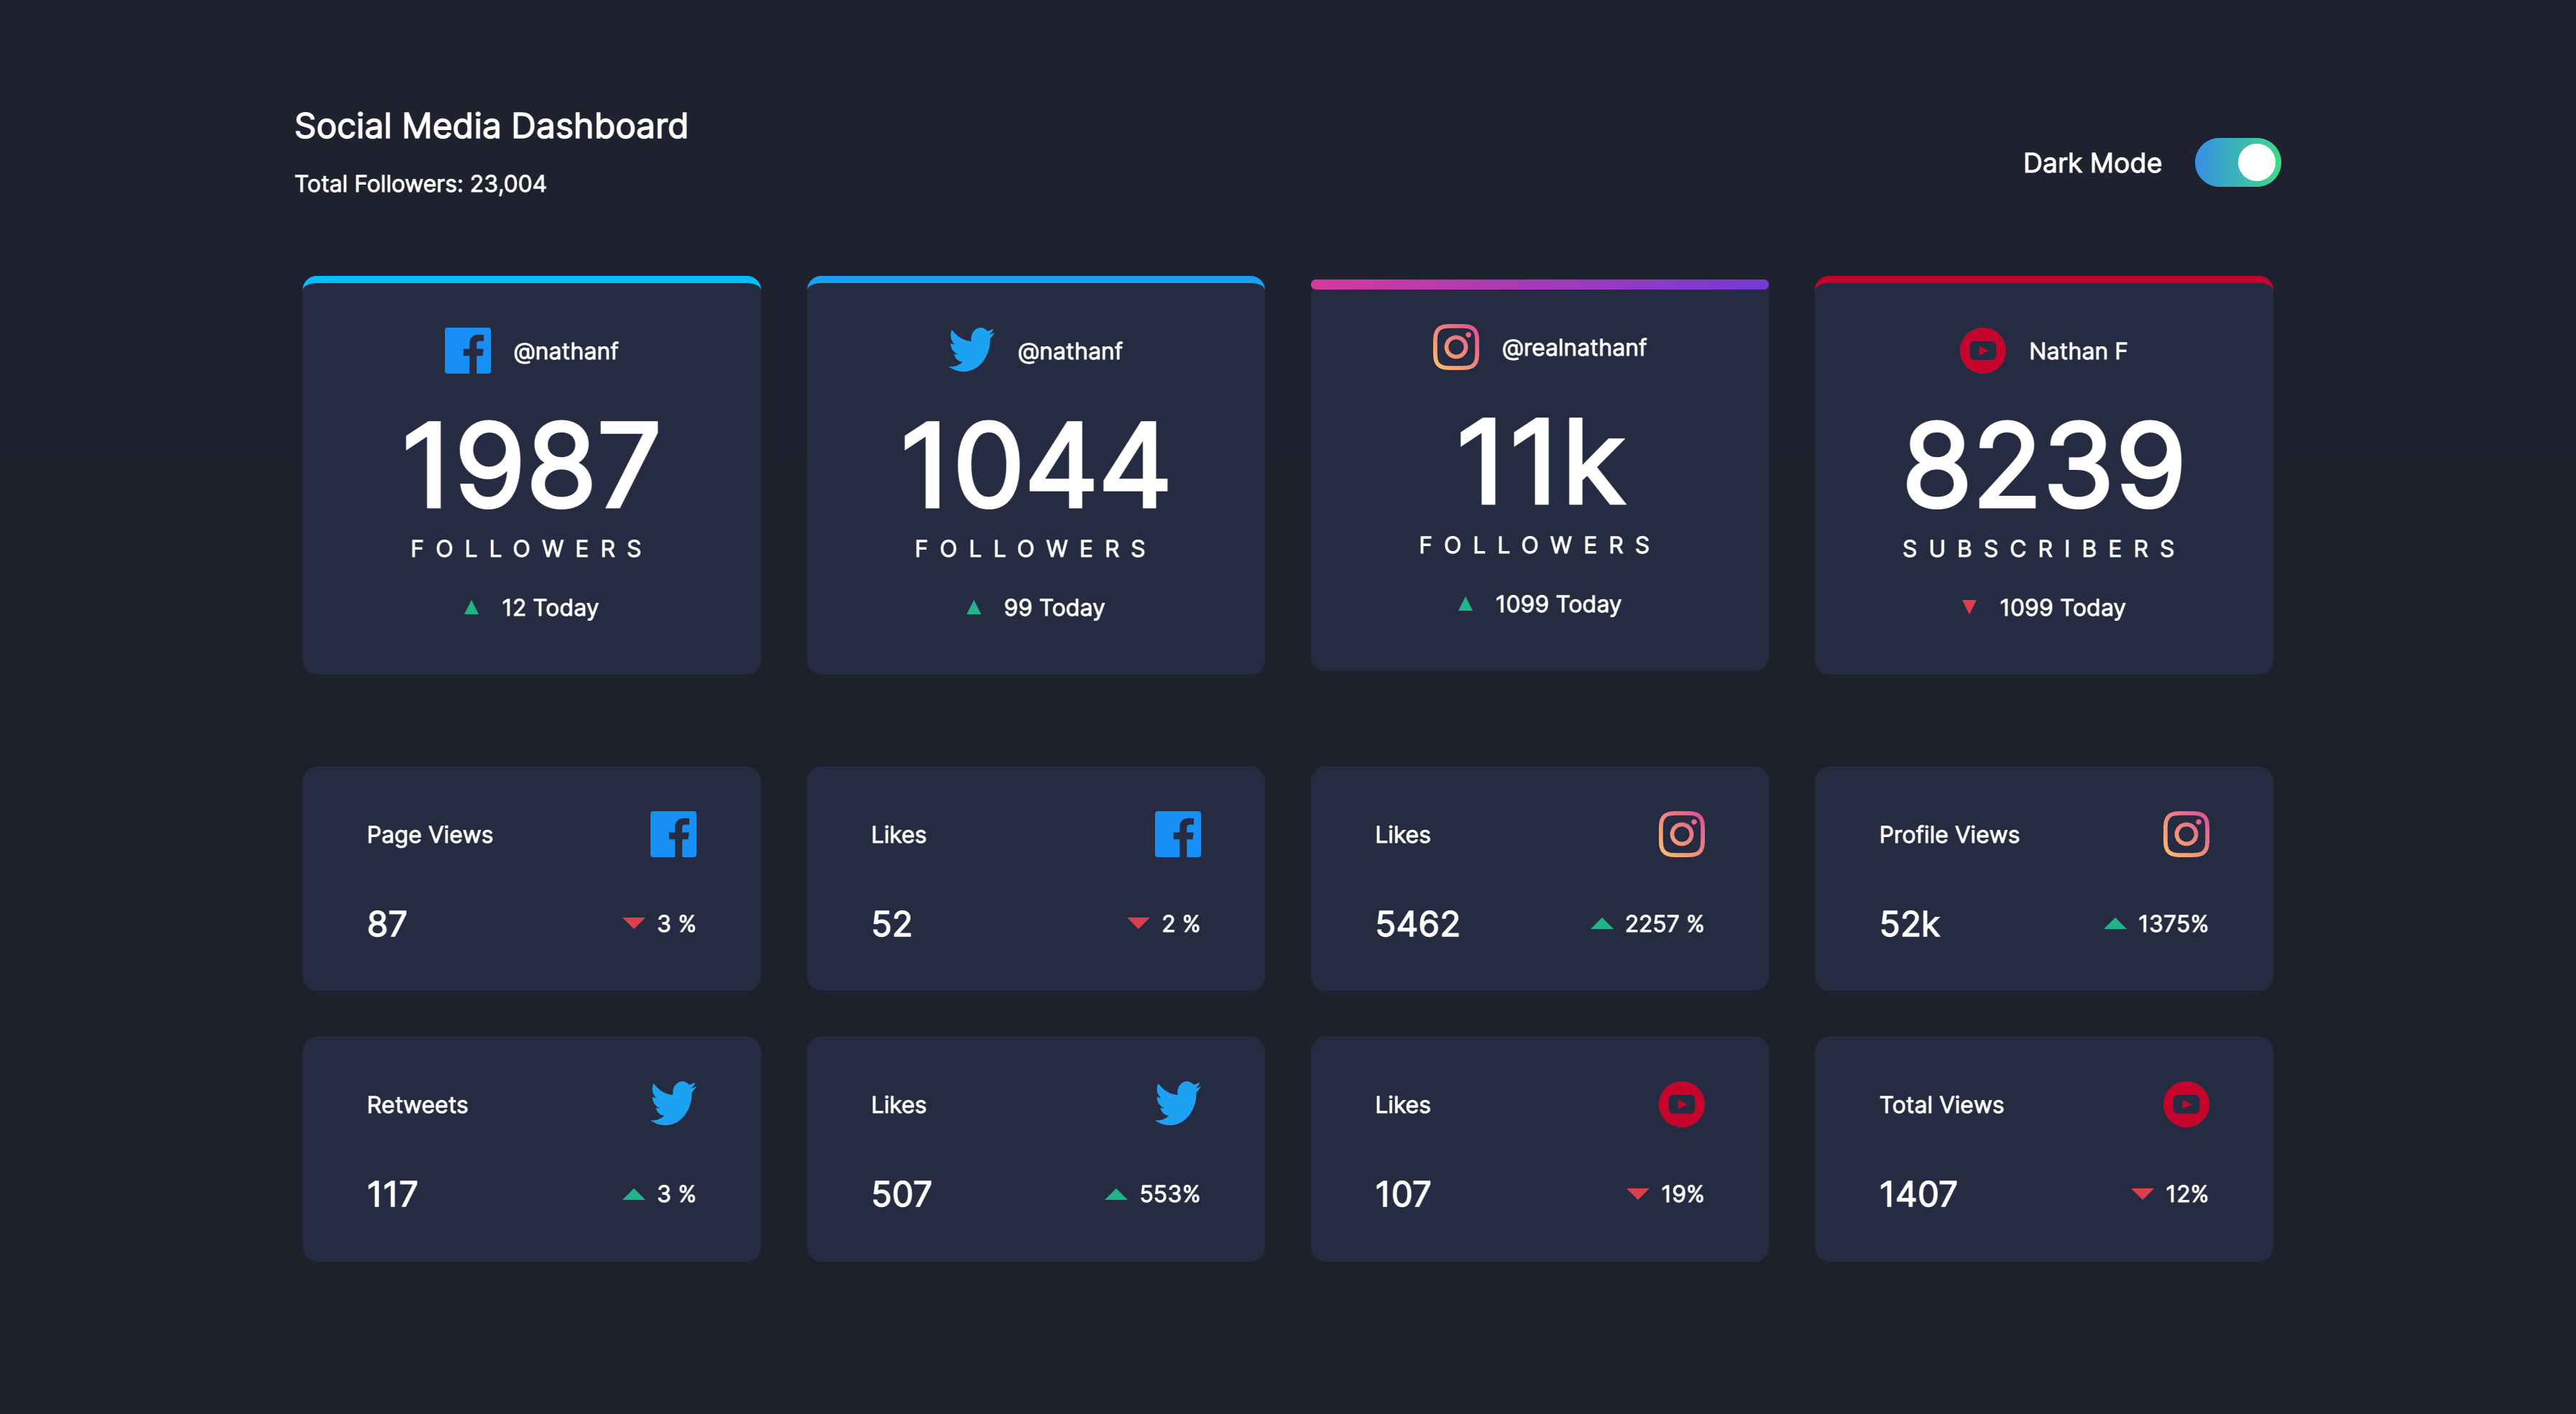 Social Media Dashboard
Total Followers: 23,004
Dark Mode
@nathanf
1987
FOLLOWERS
12 Today
@nathanf
1044
FOLLOWERS
99 Today
@realnathanf
11k
FOLLOWERS
1099 Today
Nathan F
8239
SUBSCRIBERS
1099 Today
Page Views
87
3 %
Likes
52
2 %
Likes
5462
2257 %
Profile Views
52k
1375%
Retweets
117
3 %
Likes
507
553%
Likes
107
19%
Total Views
1407
12%